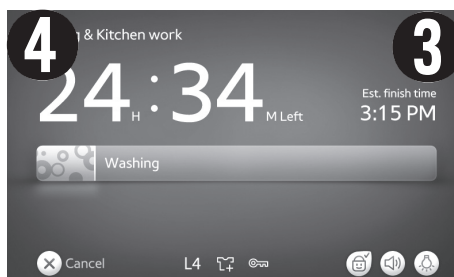 4
3
& Kitchen work
24 H : 34 M Left
Est. finish time
3:15 PM
Washing
Cancel
L4